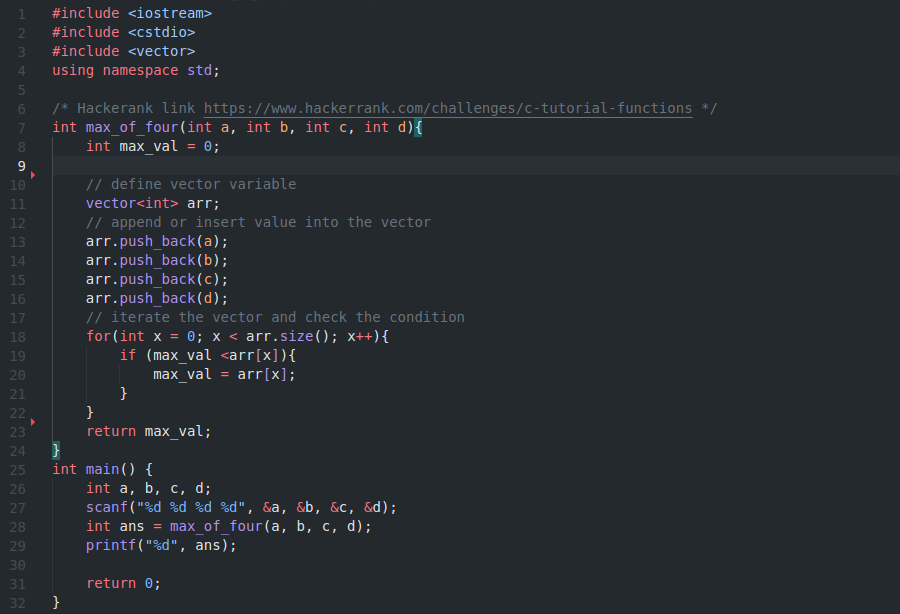 1 #include <iostream>
2 #include <cstdio>
3 #include <vector>
4 using namespace std;
5
6 /* Hackerank link https://www.hackerrank.com/challenges/c-tutorial-functions */
7 int max_of_four(int a, int b, int c, int d){
8     int max_val = 0;
9
10     // define vector variable
11     vector<int> arr;
12     // append or insert value into the vector
13     arr.push_back(a);
14     arr.push_back(b);
15     arr.push_back(c);
16     arr.push_back(d);
17     // iterate the vector and check the condition
18     for(int x = 0; x < arr.size(); x++){
19         if (max_val <arr[x]){
20             max_val = arr[x];
21         }
22     }
23     return max_val;
24 }
25 int main() {
26     int a, b, c, d;
27     scanf("%d %d %d %d", &a, &b, &c, &d);
28     int ans = max_of_four(a, b, c, d);
29     printf("%d", ans);
30
31     return 0;
32 }